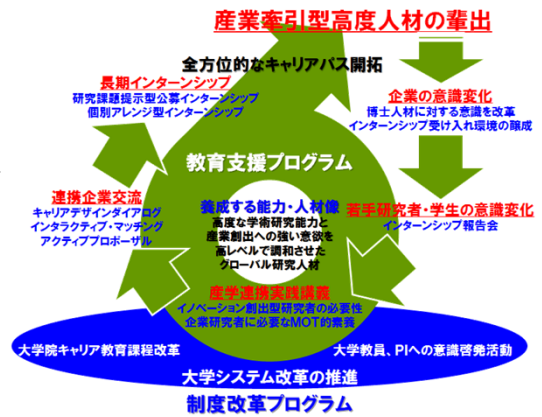 産業牽引型高度人材の輩出
全方位的なキャリアパス開拓
長期インターンシップ
研究課題提示型公募インターンシップ
個別アレンジ型インターンシップ
企業の意識変化
博士人材に対する意識を改革
インターンシップ受け入れ環境の醸成
教育支援プログラム
連携企業交流
キャリアデザインダイアログ
インタラクティブ・マッチング
アクティブプロポーザル
養成する能力・人材像
高度な学術研究能力と
産業創出への強い意欲を
高レベルで調和させた
グローバル研究人材
若手研究者・学生の意識変化
インターンシップ報告会
産学連携実践講義
イノベーション創出型研究者の必要性
企業研究者に必要なMOT的素養
大学院キャリア教育課程改革
大学教員、PIへの意識啓発活動
大学システム改革の推進
制度改革プログラム